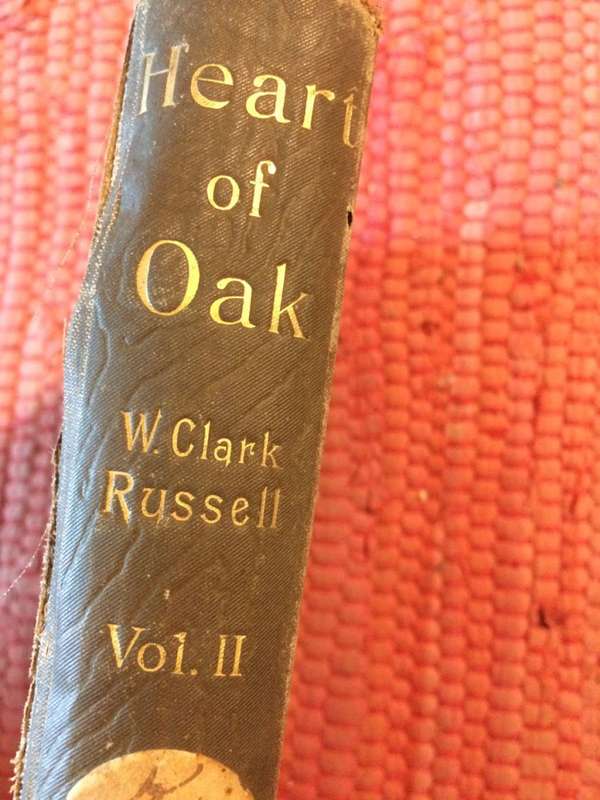 Heart
of
Oak
W. Clark
Russell
Vol. II